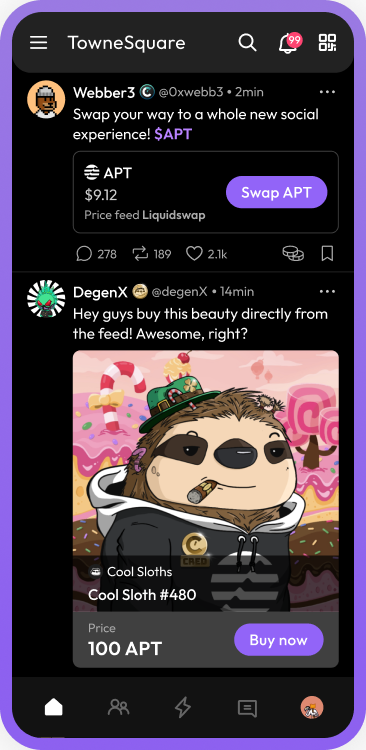 TowneSquare
99
Webber3 C @0xwebb3 • 2min
Swap your way to a whole new social
experience! $APT
APT
$9.12
Swap APT
Price feed Liquidswap
278 189 2.1k
DegenX @degenX • 14min
Hey guys buy this beauty directly from
the feed! Awesome, right?
C
CRED
Cool Sloths
Cool Sloth #480
Price
100 APT
Buy now